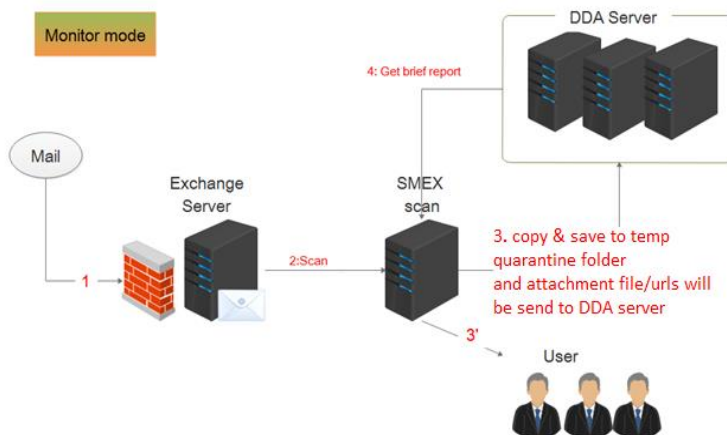 Monitor mode
DDA Server
4: Get brief report
Mail
Exchange
Server
SMEX
scan
1
2:Scan
3. copy & save to temp
quarantine folder
and attachment file/urls will
be send to DDA server
3'
User